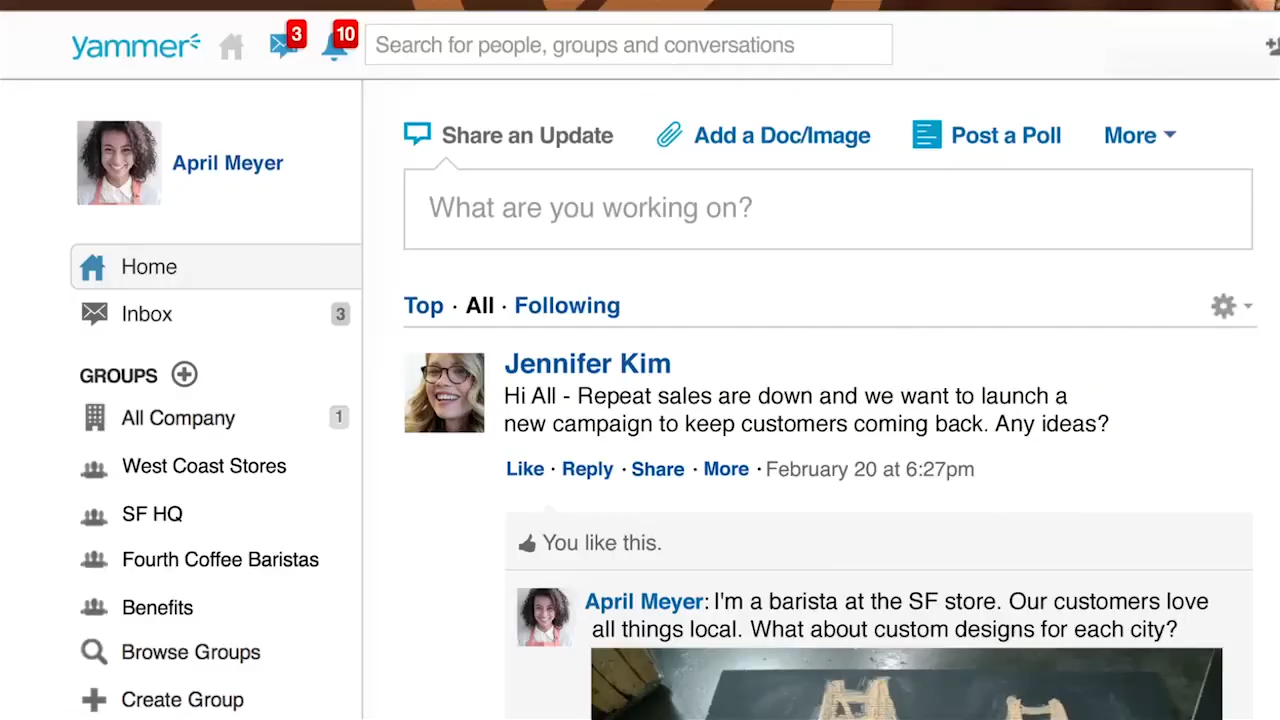 yammer
3
10
Search for people, groups and conversations
April Meyer
Home
Inbox 3
GROUPS
All Company 1
West Coast Stores
SF HQ
Fourth Coffee Baristas
Benefits
Browse Groups
Create Group
Share an Update
Add a Doc/Image
Post a Poll
More
What are you working on?
Top · All · Following
Jennifer Kim
Hi All - Repeat sales are down and we want to launch a
new campaign to keep customers coming back. Any ideas?
Like · Reply · Share · More · February 20 at 6:27pm
You like this.
April Meyer: I'm a barista at the SF store. Our customers love
all things local. What about custom designs for each city?